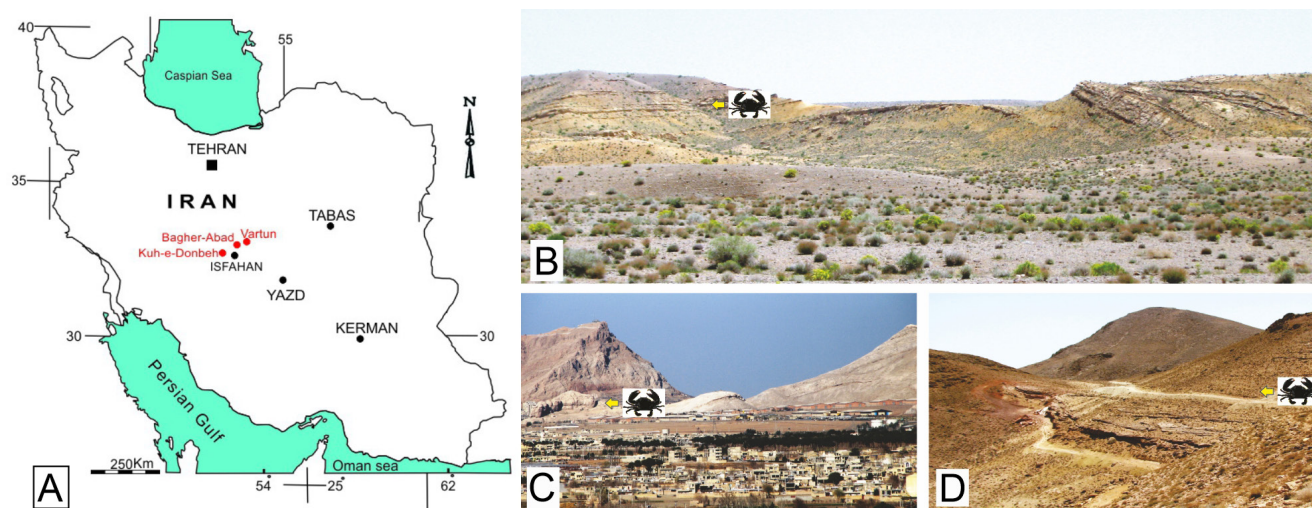 40
55
Caspian Sea
N
TEHRAN
35
IRAN
TABAS
Bagher-Abad
Vartun
Kuh-e-Donbeh
ISFAHAN
YAZD
KERMAN
30
30
Persian Gulf
250Km
Oman sea
54
25
62
A
B
C
D